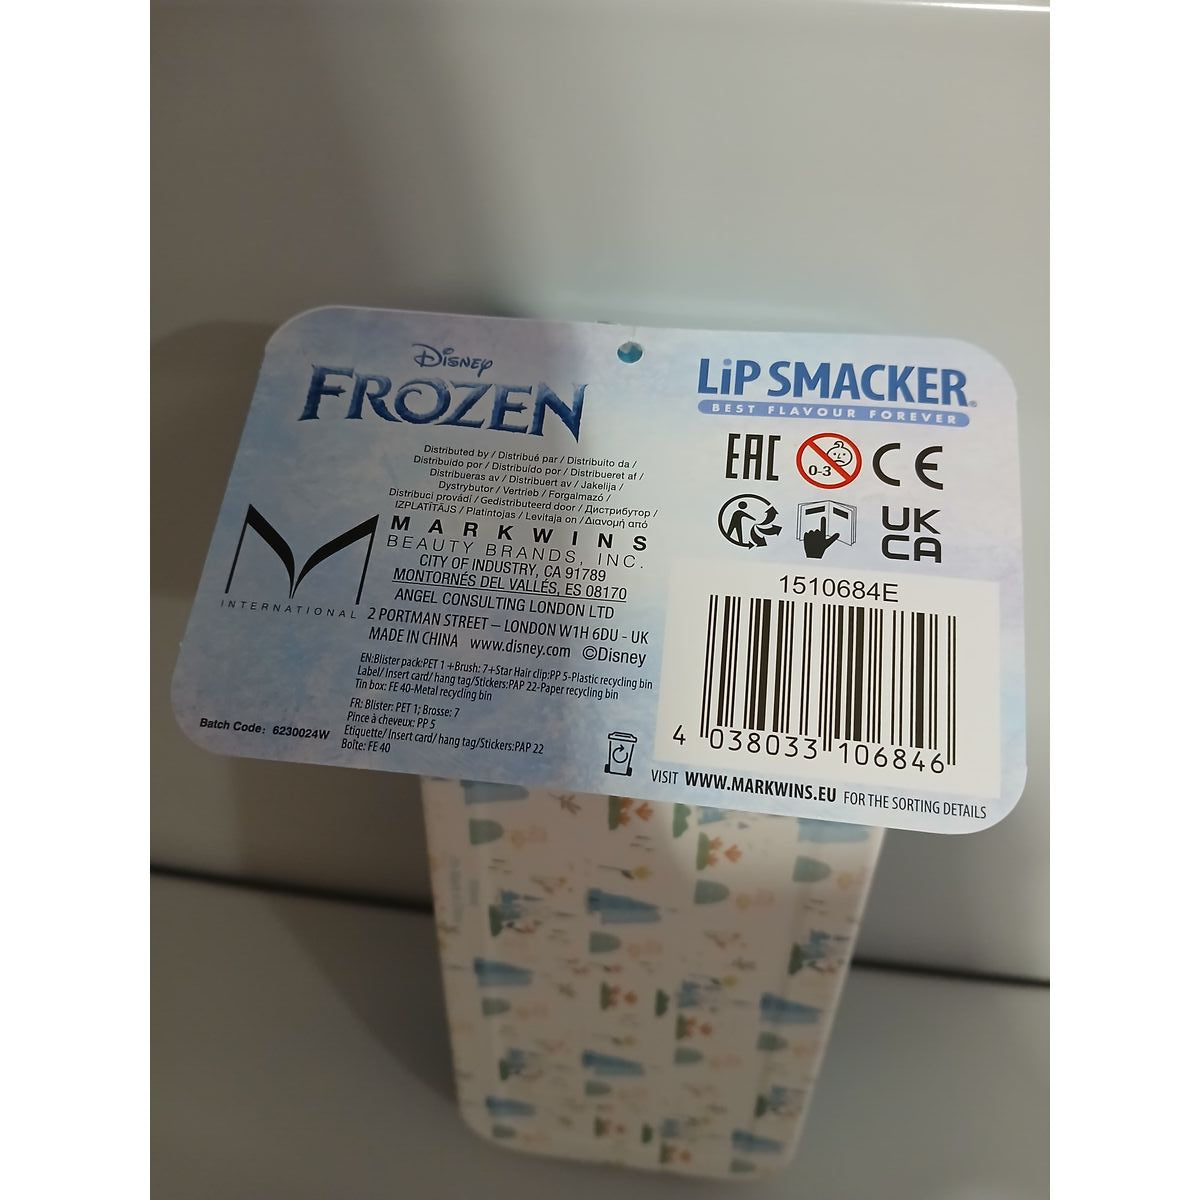 Disney
FROZEN
Distributed by / Distribué par / Distribuito da /
Distribuido por / Distribuído por / Distribueret af /
Distribueras av / Distribuert av / Jakelija /
Dystrybutor / Vertrieb / Forgalmazó /
Distribuci provádí / Gedistributeerd door / Дистрибутор /
IZPLATĪTĀJS / Platintojas / Levitaja on / Διανομή από
MARKWINS
BEAUTY BRANDS, INC.
CITY OF INDUSTRY, CA 91789
MONTORNÉS DEL VALLÉS, ES 08170
ANGEL CONSULTING LONDON LTD
2 PORTMAN STREET – LONDON W1H 6DU - UK
MADE IN CHINA www.disney.com ©Disney
INTERNATIONAL
EN:Blister pack:PET 1 +Brush: 7+Star Hair clip:PP 5-Plastic recycling bin
Label/ Insert card/ hang tag/Stickers:PAP 22-Paper recycling bin
Tin box: FE 40-Metal recycling bin
FR: Blister: PET 1; Brosse: 7
Pince à cheveux: PP 5
Etiquette/ Insert card/ hang tag/Stickers:PAP 22
Boîte: FE 40
Batch Code: 6230024W
LiP SMACKER®
BEST FLAVOUR FOREVER
EAC
0-3
CE
UK
CA
1510684E
4 038033 106846
VISIT WWW.MARKWINS.EU FOR THE SORTING DETAILS